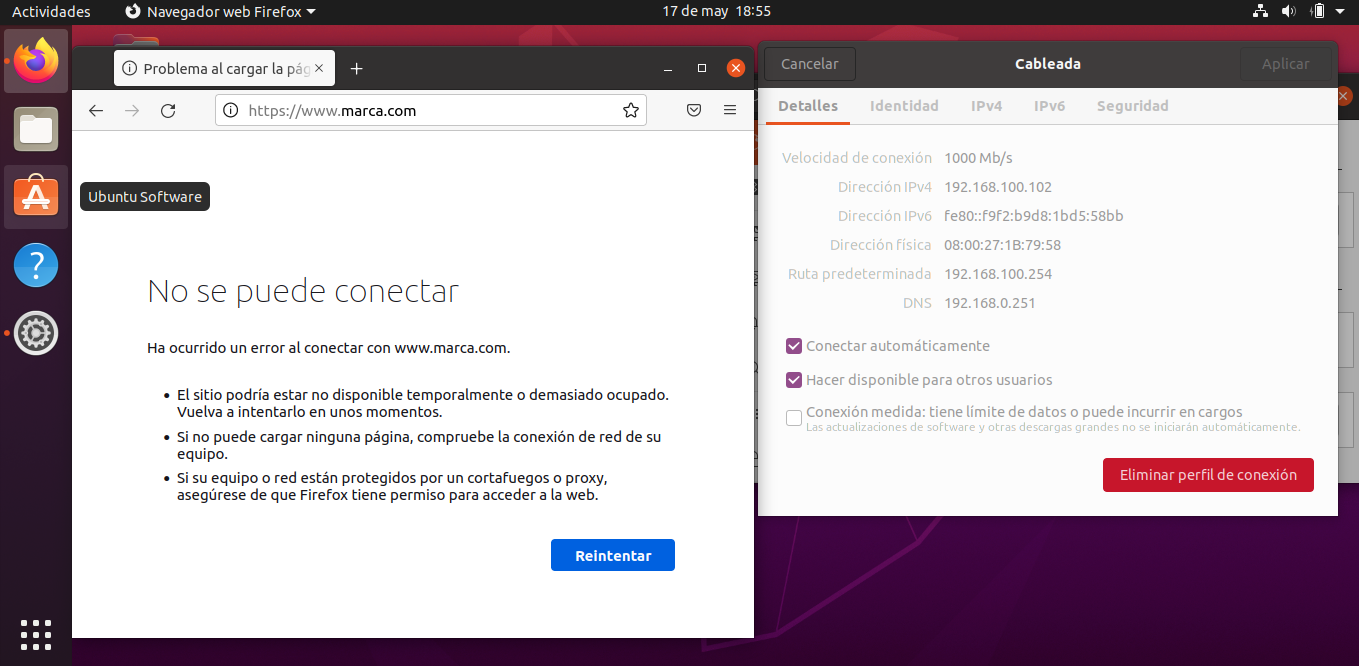 Actividades
Navegador web Firefox
17 de may 18:55
Problema al cargar la pág
https://www.marca.com
Ubuntu Software
No se puede conectar
Ha ocurrido un error al conectar con www.marca.com.
El sitio podría estar no disponible temporalmente o demasiado ocupado.
Vuelva a intentarlo en unos momentos.
Si no puede cargar ninguna página, compruebe la conexión de red de su
equipo.
Si su equipo o red están protegidos por un cortafuegos o proxy,
asegúrese de que Firefox tiene permiso para acceder a la web.
Reintentar
Cancelar
Cableada
Aplicar
Detalles
Identidad
IPv4
IPv6
Seguridad
Velocidad de conexión 1000 Mb/s
Dirección IPv4 192.168.100.102
Dirección IPv6 fe80::f9f2:b9d8:1bd5:58bb
Dirección física 08:00:27:1B:79:58
Ruta predeterminada 192.168.100.254
DNS 192.168.0.251
Conectar automáticamente
Hacer disponible para otros usuarios
Conexión medida: tiene límite de datos o puede incurrir en cargos
Las actualizaciones de software y otras descargas grandes no se iniciarán automáticamente.
Eliminar perfil de conexión